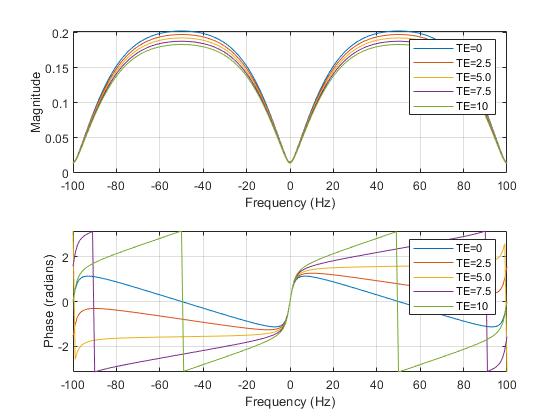 0.2
0.15
0.1
0.05
0
Magnitude
TE=0
TE=2.5
TE=5.0
TE=7.5
TE=10
-100 -80 -60 -40 -20 0 20 40 60 80 100
Frequency (Hz)
2
0
-2
Phase (radians)
TE=0
TE=2.5
TE=5.0
TE=7.5
TE=10
-100 -80 -60 -40 -20 0 20 40 60 80 100
Frequency (Hz)